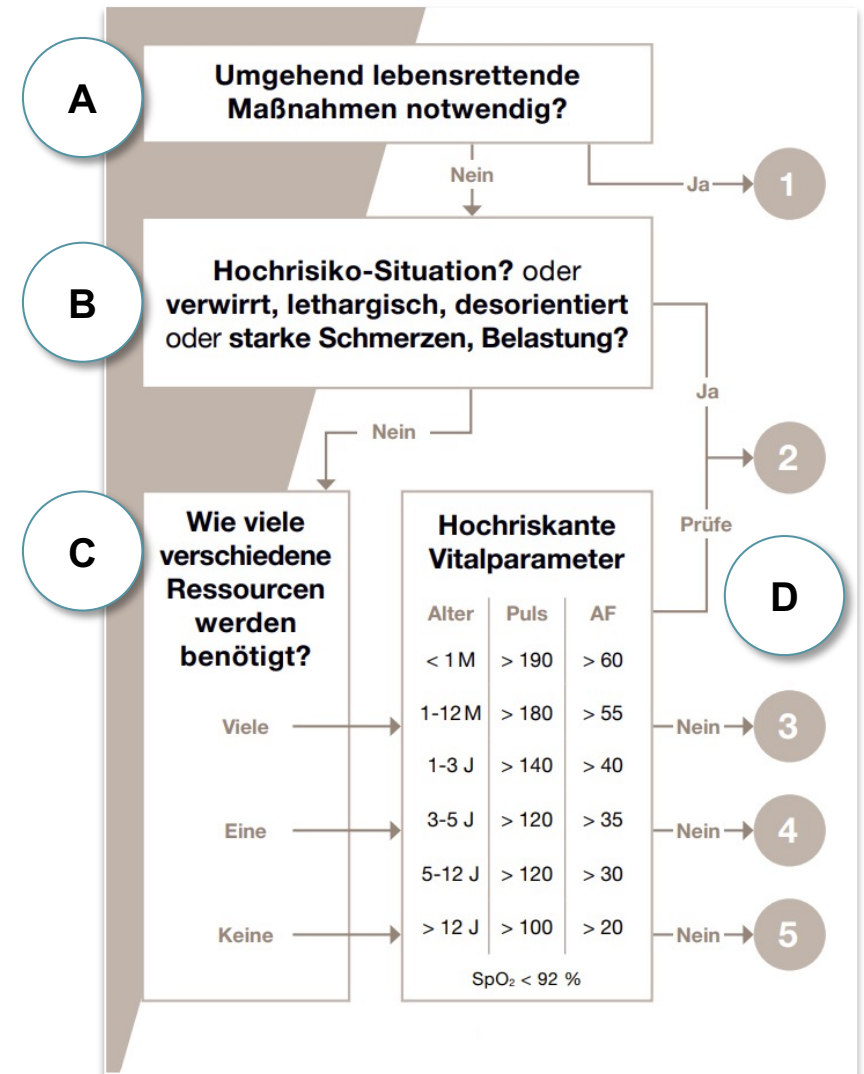 A
Umgehend lebensrettende
Maßnahmen notwendig?
Nein
Ja
1
B
Hochrisiko-Situation? oder
verwirrt, lethargisch, desorientiert
oder starke Schmerzen, Belastung?
Ja
Nein
2
C
Wie viele
verschiedene
Ressourcen
werden
benötigt?
Hochriskante
Vitalparameter
Prüfe
D
Alter Puls AF
< 1 M > 190 > 60
1-12 M > 180 > 55
1-3 J > 140 > 40
3-5 J > 120 > 35
5-12 J > 120 > 30
> 12 J > 100 > 20
SpO₂ < 92 %
Viele
Nein
3
Eine
Nein
4
Keine
Nein
5